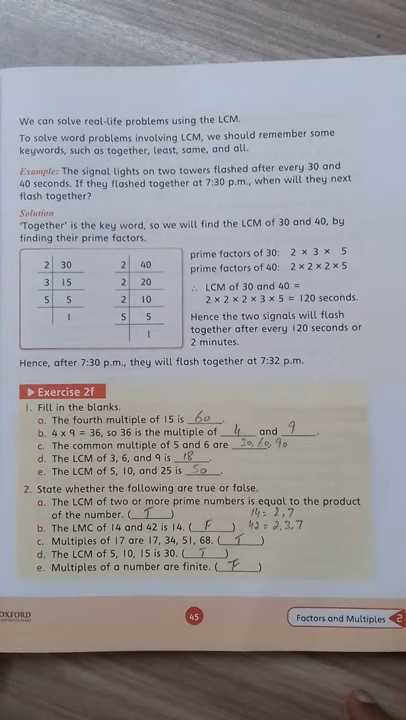 We can solve real-life problems using the LCM.
To solve word problems involving LCM, we should remember some
keywords, such as together, least, same, and all.
Example: The signal lights on two towers flashed after every 30 and
40 seconds. If they flashed together at 7:30 p.m., when will they next
flash together?
Solution
'Together' is the key word, so we will find the LCM of 30 and 40, by
finding their prime factors.
2 30
3 15
5 5
1
2 40
2 20
2 10
5 5
1
prime factors of 30: 2 × 3 × 5
prime factors of 40: 2 × 2 × 2 × 5
∴ LCM of 30 and 40 =
2 × 2 × 2 × 3 × 5 = 120 seconds.
Hence the two signals will flash
together after every 120 seconds or
2 minutes.
Hence, after 7:30 p.m., they will flash together at 7:32 p.m.
Exercise 2f
1. Fill in the blanks.
a. The fourth multiple of 15 is 60.
b. 4 x 9 = 36, so 36 is the multiple of 4 and 9.
c. The common multiple of 5 and 6 are 30, 60, 90
d. The LCM of 3, 6, and 9 is 18.
e. The LCM of 5, 10, and 25 is 50.
2. State whether the following are true or false.
a. The LCM of two or more prime numbers is equal to the product
of the number. (T) 14 = 2,7
b. The LMC of 14 and 42 is 14. (F) 42 = 2,3,7
c. Multiples of 17 are 17, 34, 51, 68. (T)
d. The LCM of 5, 10, 15 is 30. (T)
e. Multiples of a number are finite. (F)
OXFORD
45
Factors and Multiples 2